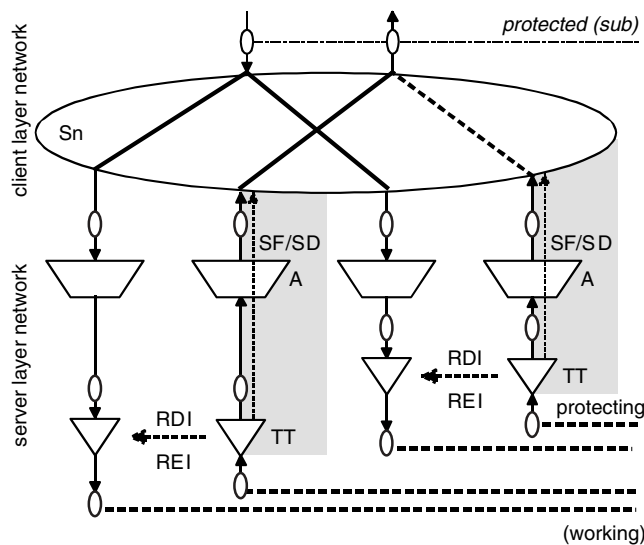 protected (sub)
client layer network
Sn
SF/SD
SF/SD
A
A
server layer network
RDI
REI
TT
protecting
RDI
REI
TT
(working)